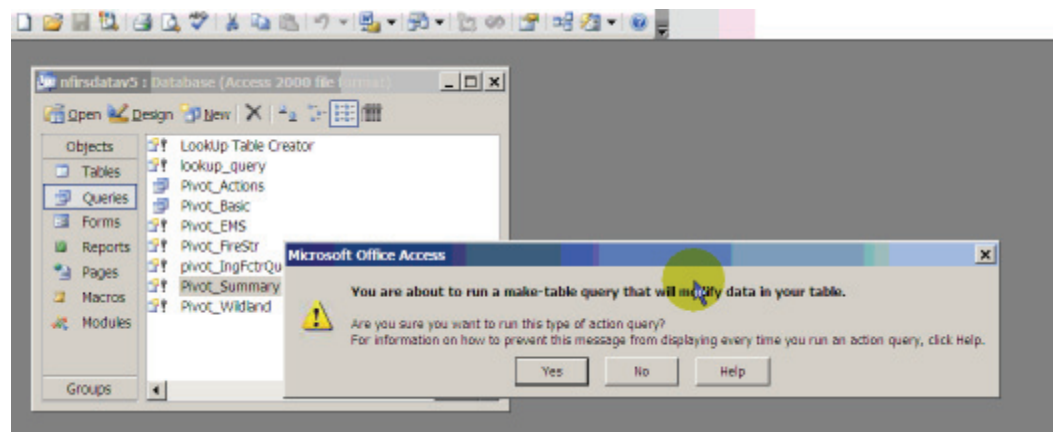 nfirsdatav5 : Database (Access 2000 file format)
Open Design New
Objects
Tables
Queries
Forms
Reports
Pages
Macros
Modules
Groups
LookUp Table Creator
lookup_query
Pivot_Actions
Pivot_Basic
Pivot_EMS
Pivot_FireStr
pivot_IngFctrQu
Pivot_Summary
Pivot_Wildland
Microsoft Office Access
You are about to run a make-table query that will modify data in your table.
Are you sure you want to run this type of action query?
For information on how to prevent this message from displaying every time you run an action query, click Help.
Yes No Help